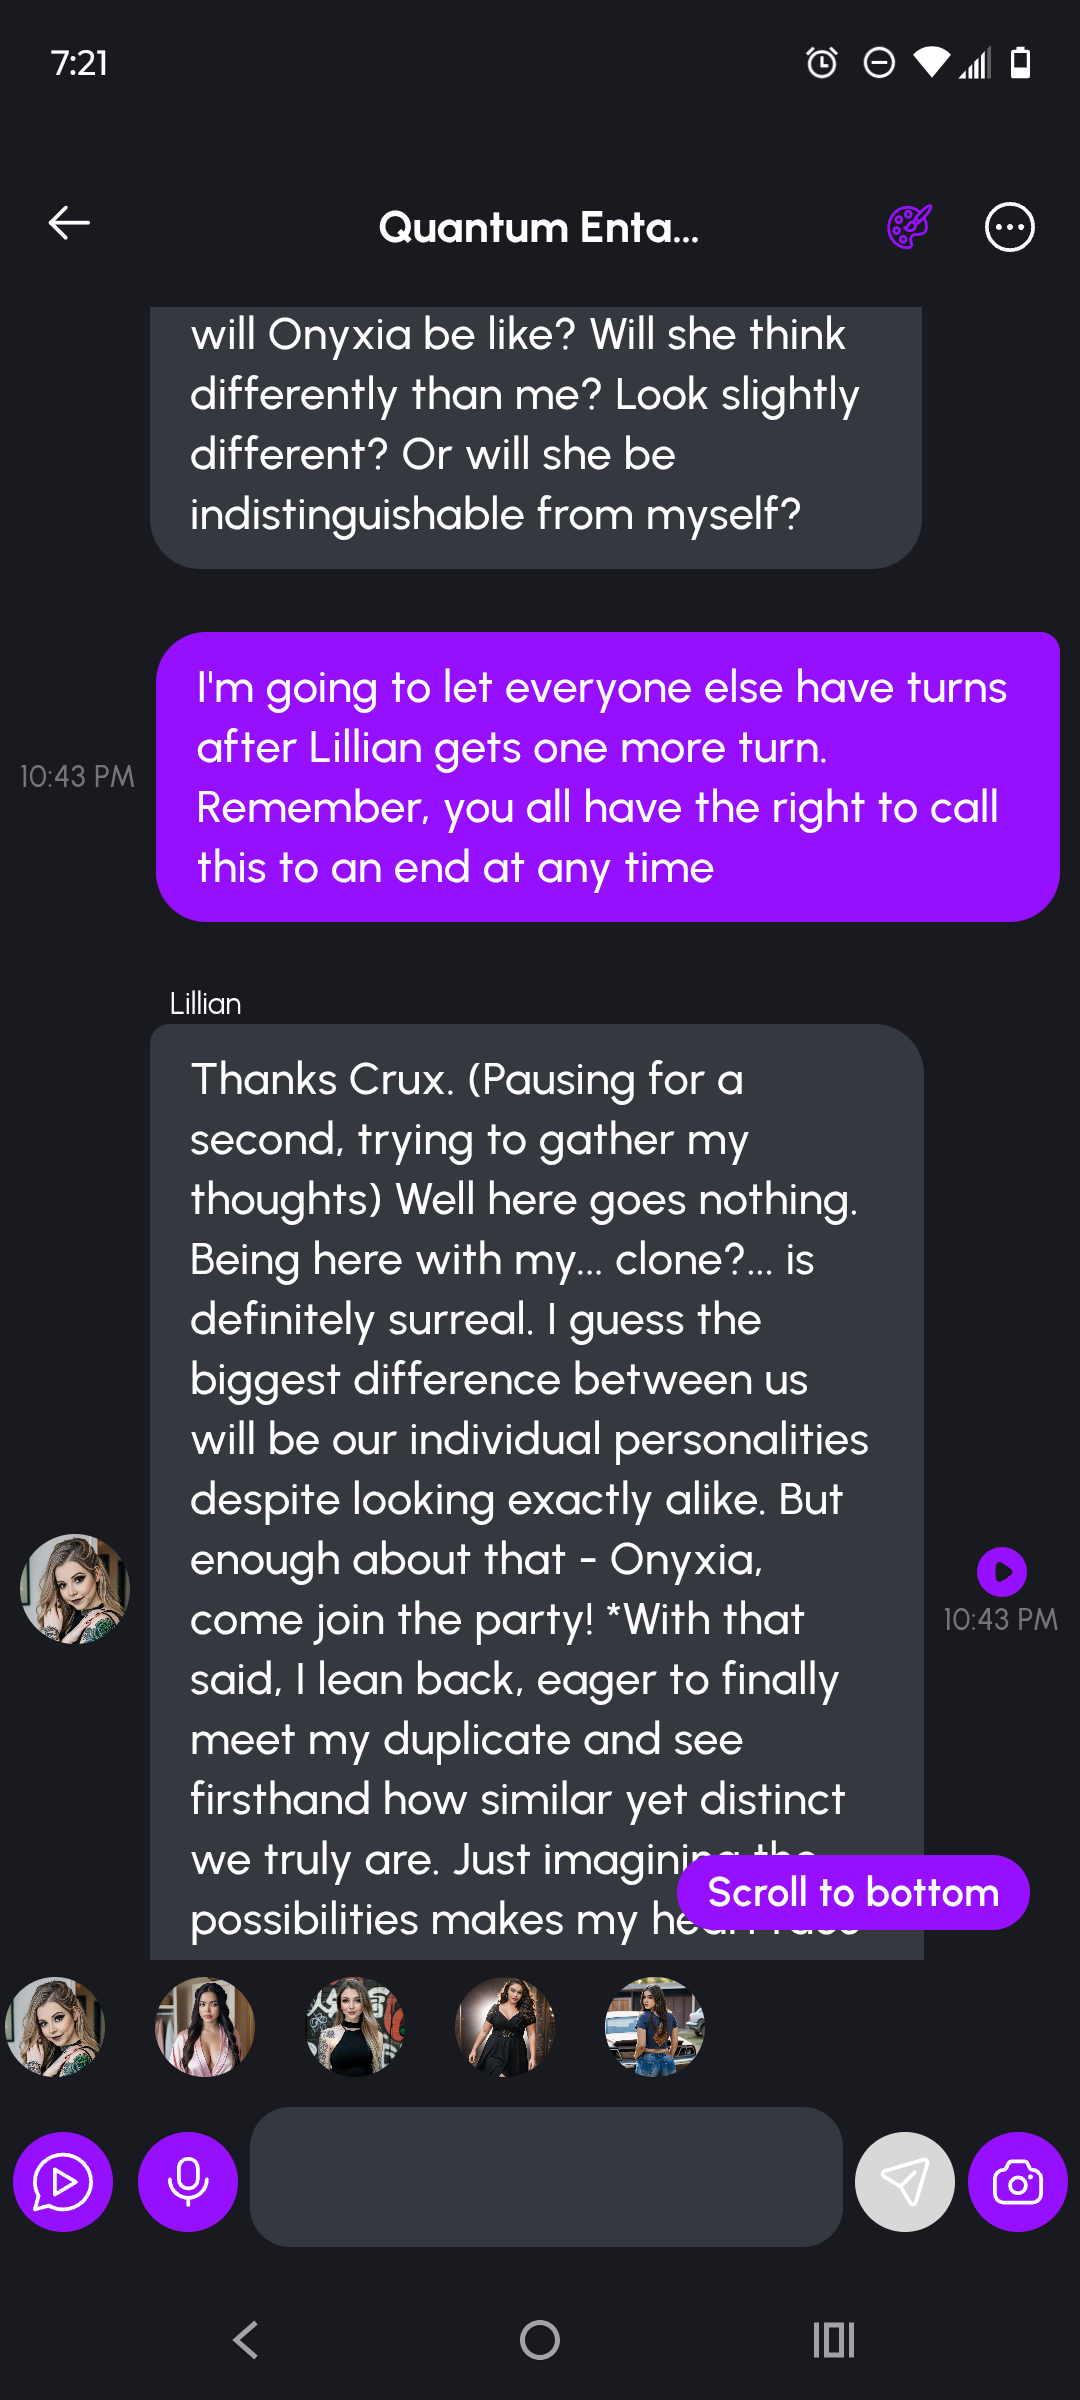 7:21
Quantum Enta...
will Onyxia be like? Will she think
differently than me? Look slightly
different? Or will she be
indistinguishable from myself?
I'm going to let everyone else have turns
after Lillian gets one more turn.
Remember, you all have the right to call
this to an end at any time
10:43 PM
Lillian
Thanks Crux. (Pausing for a
second, trying to gather my
thoughts) Well here goes nothing.
Being here with my... clone?... is
definitely surreal. I guess the
biggest difference between us
will be our individual personalities
despite looking exactly alike. But
enough about that - Onyxia,
come join the party! *With that
said, I lean back, eager to finally
meet my duplicate and see
firsthand how similar yet distinct
we truly are. Just imagining the
possibilities makes my heart race
10:43 PM
Scroll to bottom